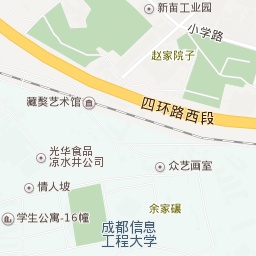 新苗工业园
小学路
赵家院子
藏獒艺术馆
四环路西段
光华食品
凉水井公司
众艺画室
情人坡
余家碾
学生公寓-16幢
成都信息
工程大学